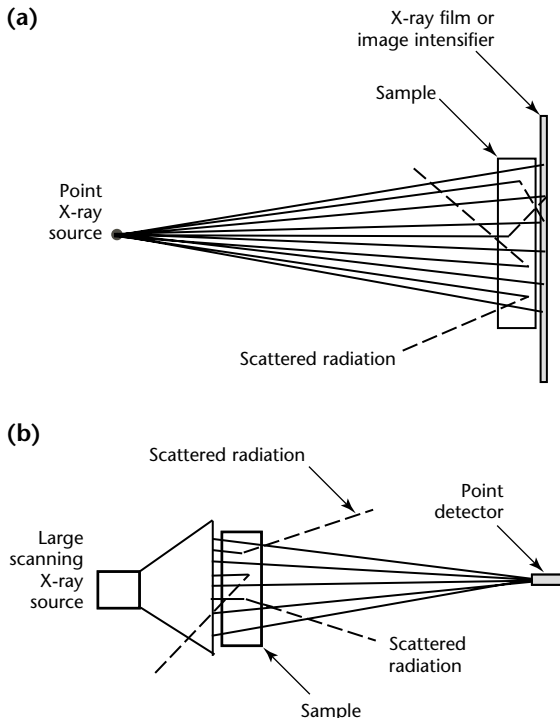 (a)
X-ray film or
image intensifier
Sample
Point
X-ray
source
Scattered radiation
(b)
Scattered radiation
Point
detector
Large
scanning
X-ray
source
Scattered
radiation
Sample